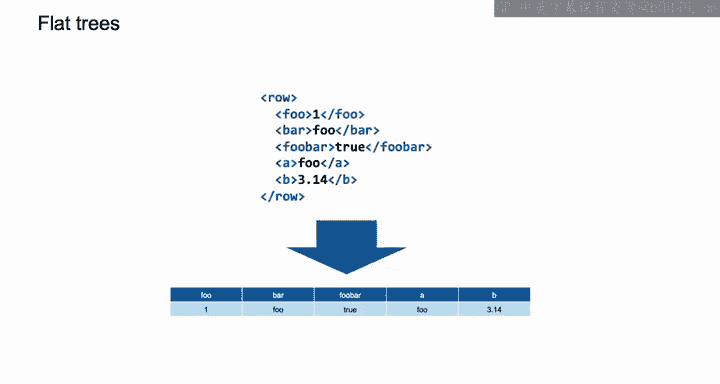 Flat trees
<row>
<foo>1</foo>
<bar>foo</bar>
<foobar>true</foobar>
<a>foo</a>
<b>3.14</b>
</row>
foo bar foobar a b
1 foo true foo 3.14